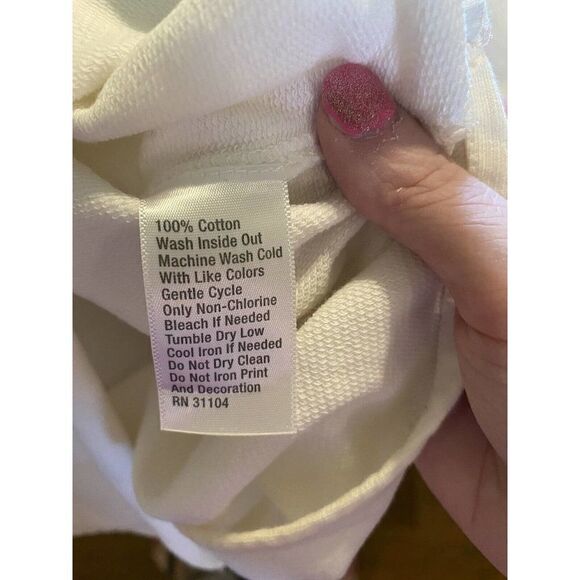 100% Cotton
Wash Inside Out
Machine Wash Cold
With Like Colors
Gentle Cycle
Only Non-Chlorine
Bleach If Needed
Tumble Dry Low
Cool Iron If Needed
Do Not Dry Clean
Do Not Iron Print
And Decoration
RN 31104